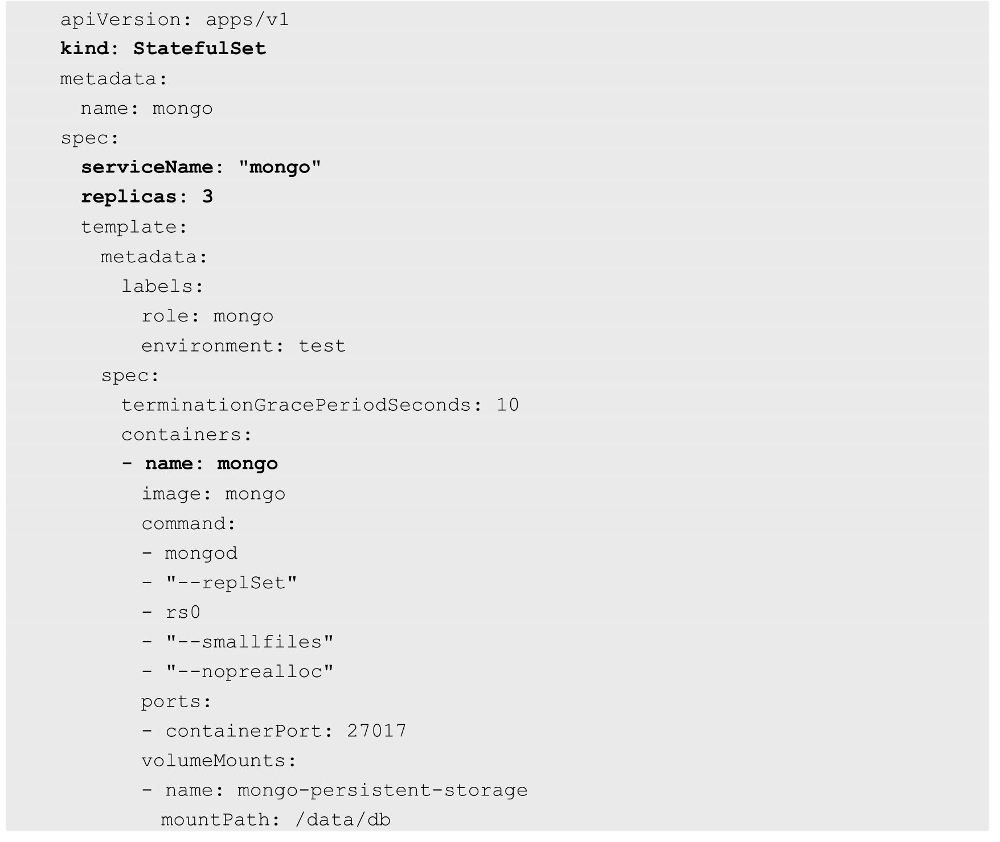 apiVersion: apps/v1
kind: StatefulSet
metadata:
  name: mongo
spec:
  serviceName: "mongo"
  replicas: 3
  template:
    metadata:
      labels:
        role: mongo
        environment: test
    spec:
      terminationGracePeriodSeconds: 10
      containers:
      - name: mongo
        image: mongo
        command:
        - mongod
        - "--replSet"
        - rs0
        - "--smallfiles"
        - "--noprealloc"
        ports:
        - containerPort: 27017
        volumeMounts:
        - name: mongo-persistent-storage
          mountPath: /data/db